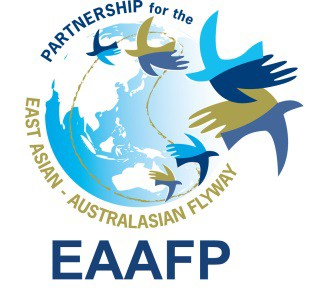 PARTNERSHIP for the
EAST ASIAN - AUSTRALASIAN FLYWAY
EAAFP